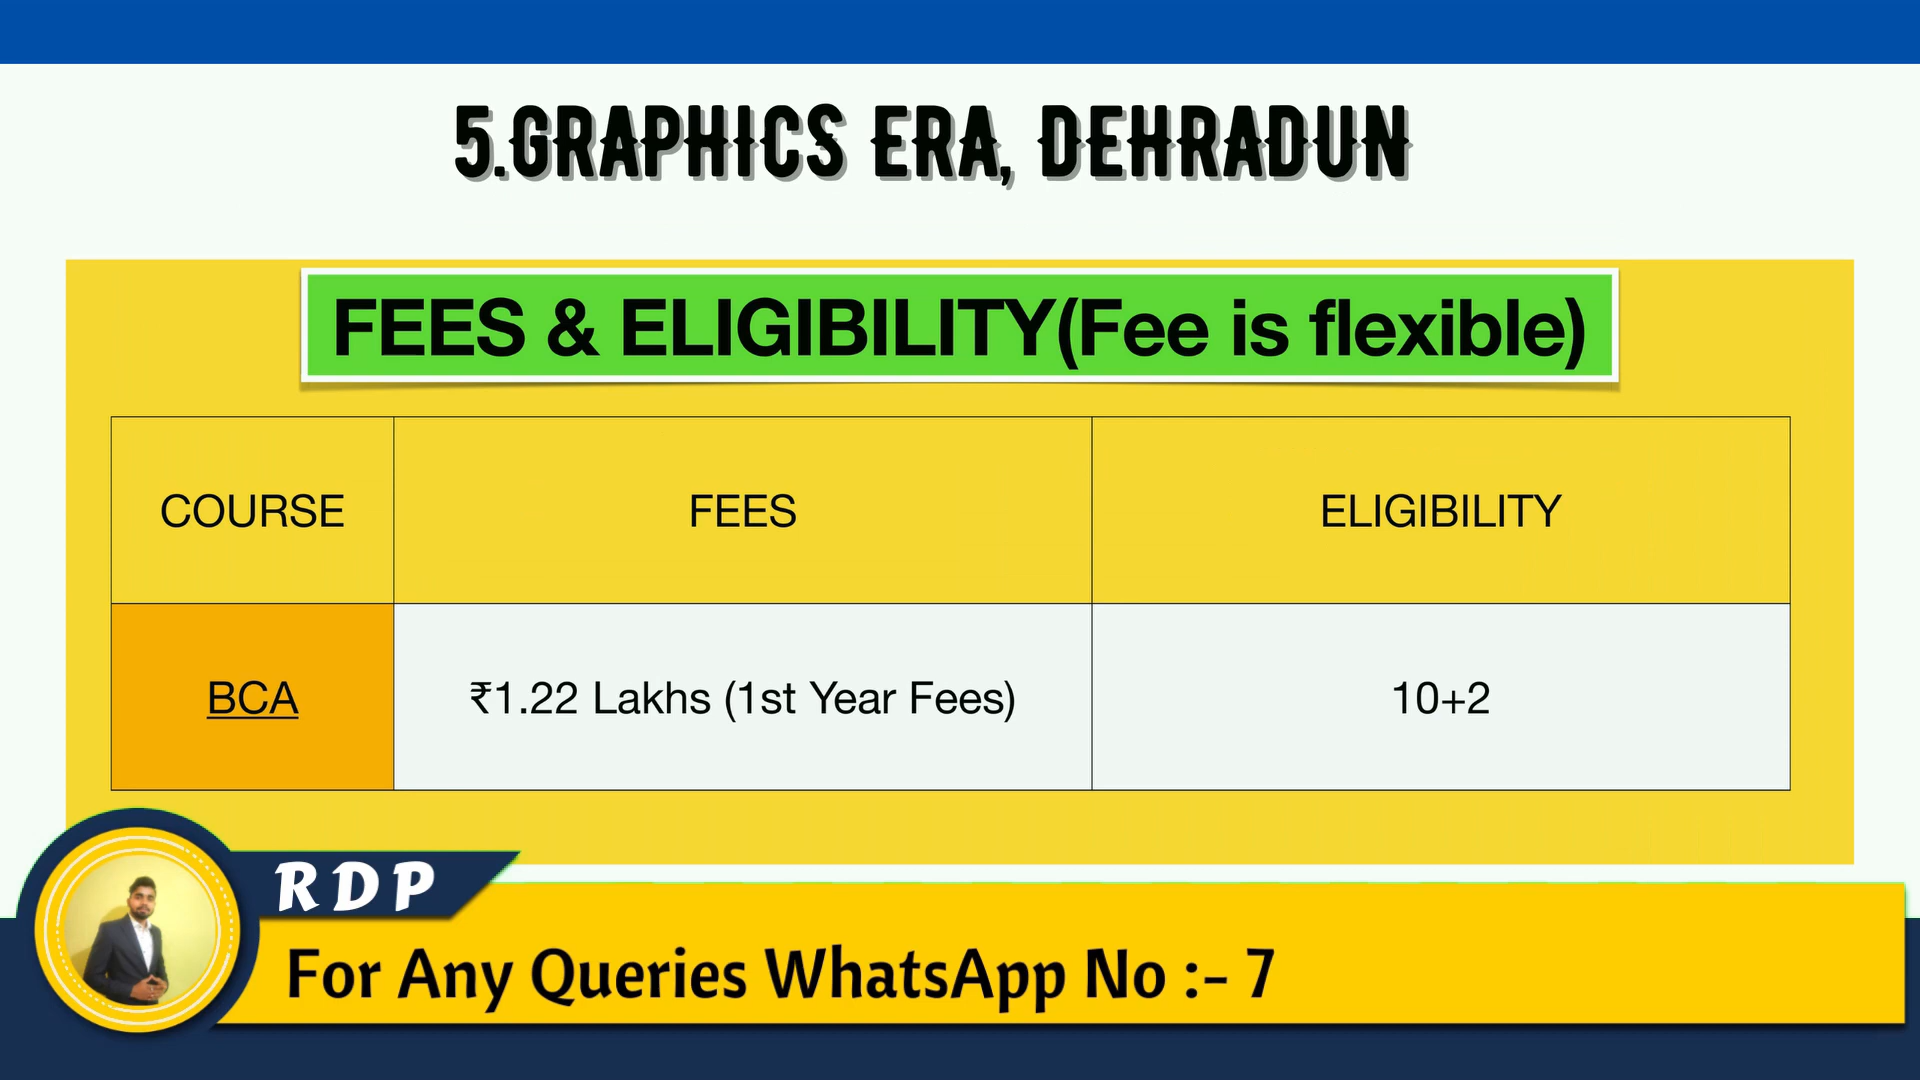 5.GRAPHICS ERA, DEHRADUN
FEES & ELIGIBILITY(Fee is flexible)
COURSE FEES ELIGIBILITY
BCA ₹1.22 Lakhs (1st Year Fees) 10+2
RDP
For Any Queries WhatsApp No :- 7